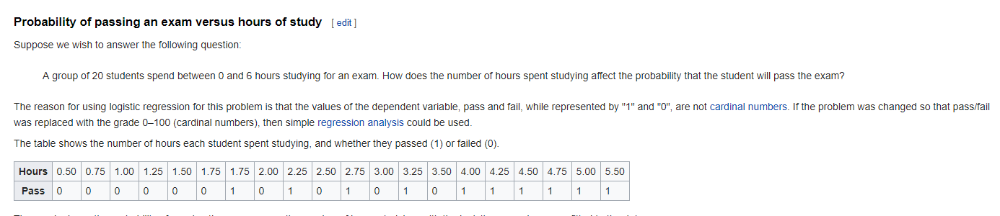 Probability of passing an exam versus hours of study [ edit ]
Suppose we wish to answer the following question:
A group of 20 students spend between 0 and 6 hours studying for an exam. How does the number of hours spent studying affect the probability that the student will pass the exam?
The reason for using logistic regression for this problem is that the values of the dependent variable, pass and fail, while represented by "1" and "0", are not cardinal numbers. If the problem was changed so that pass/fail
was replaced with the grade 0–100 (cardinal numbers), then simple regression analysis could be used.
The table shows the number of hours each student spent studying, and whether they passed (1) or failed (0).
Hours 0.50 0.75 1.00 1.25 1.50 1.75 1.75 2.00 2.25 2.50 2.75 3.00 3.25 3.50 4.00 4.25 4.50 4.75 5.00 5.50
Pass 0 0 0 0 0 0 1 0 1 0 1 0 1 0 1 1 1 1 1 1